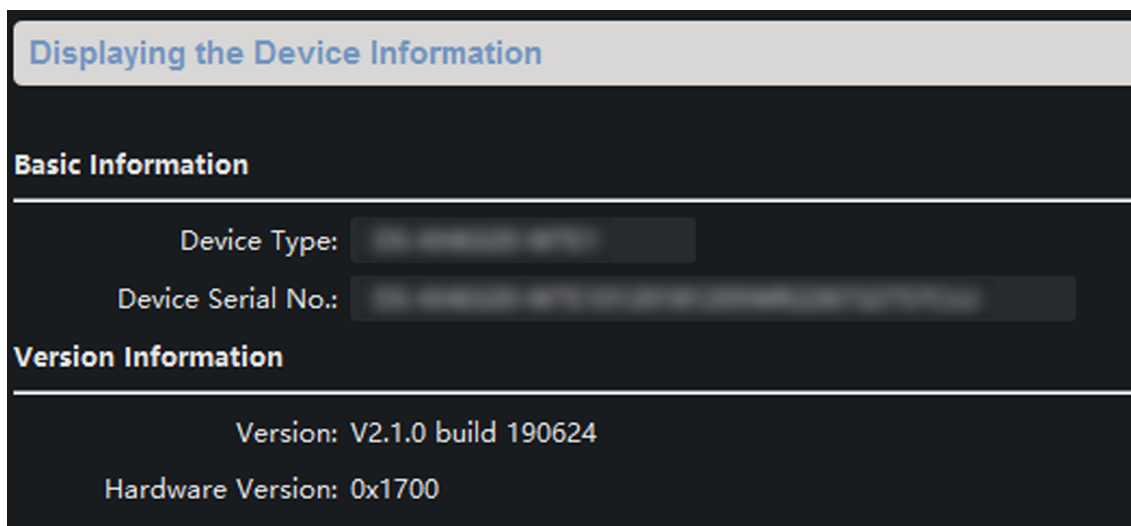 Displaying the Device Information
Basic Information
Device Type:
Device Serial No.:
Version Information
Version: V2.1.0 build 190624
Hardware Version: 0x1700